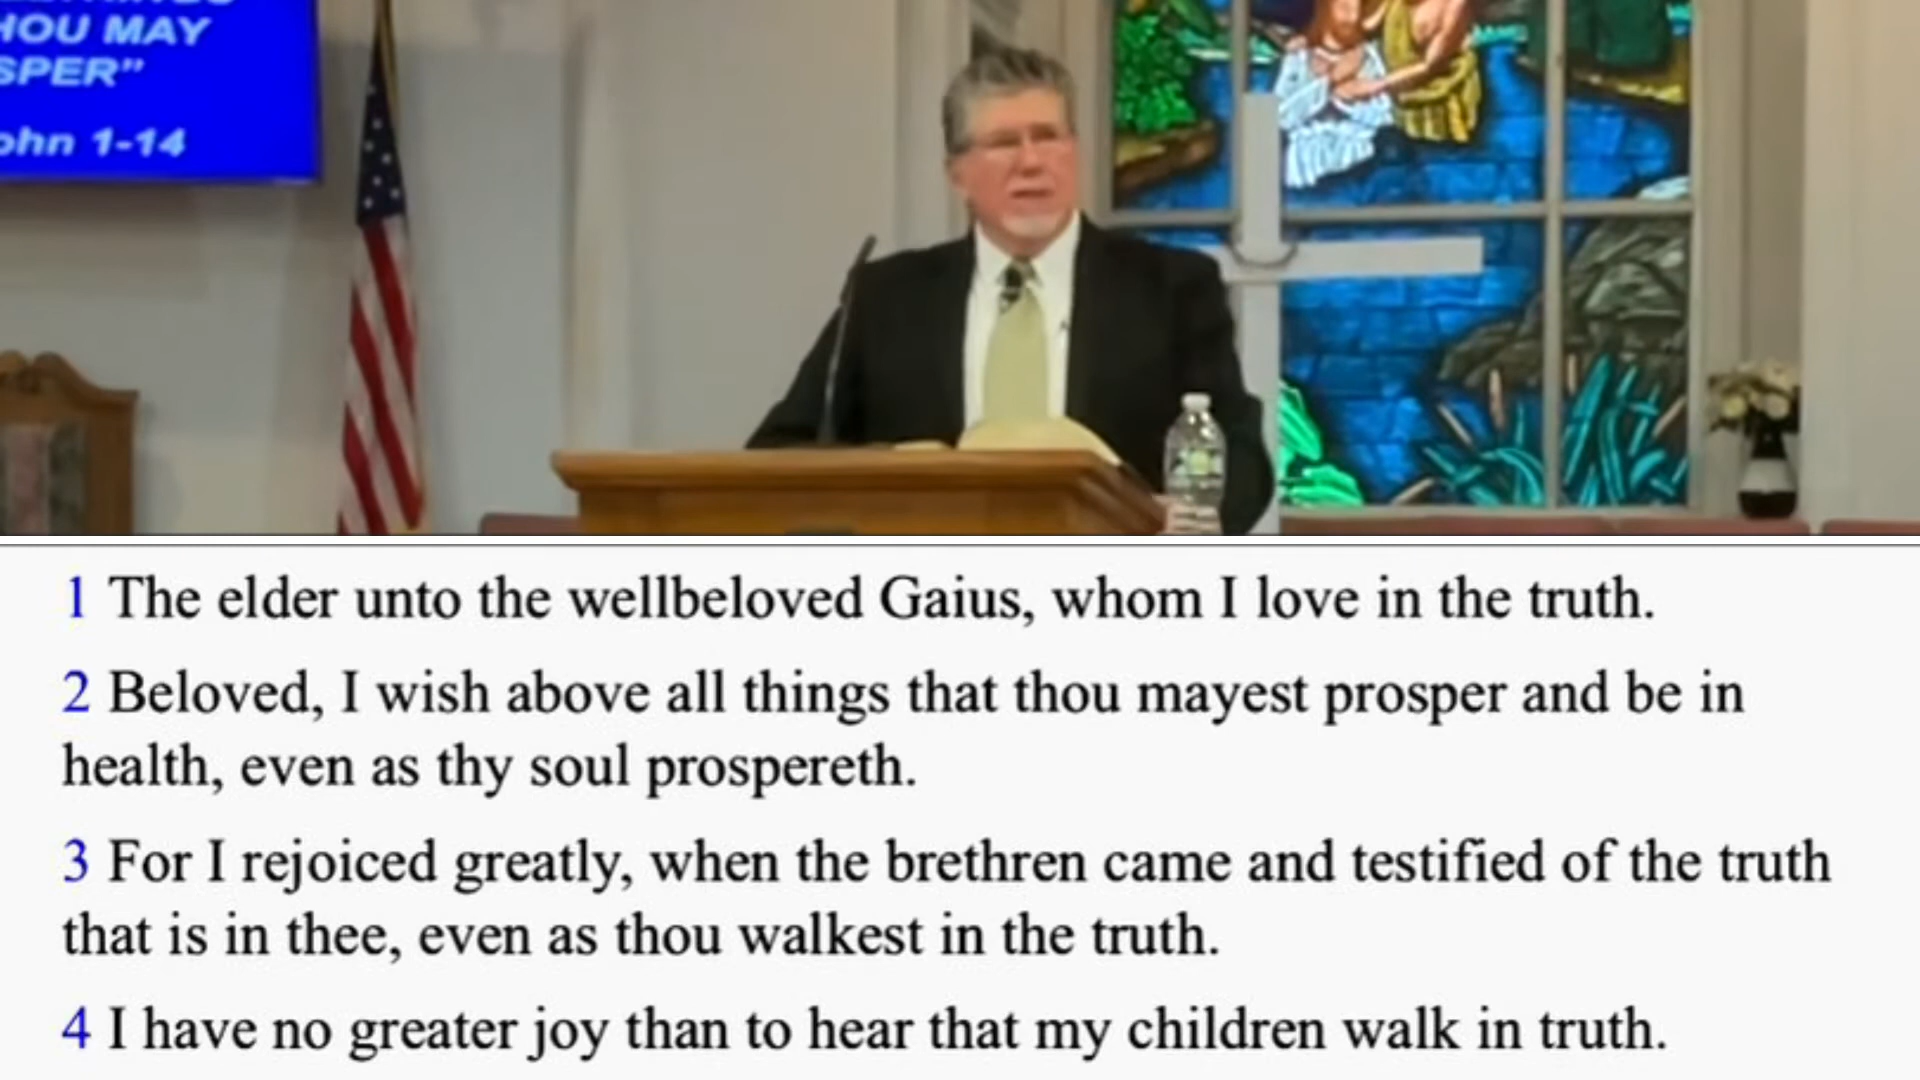 HOU MAY
SPER”
ohn 1-14
1 The elder unto the wellbeloved Gaius, whom I love in the truth.
2 Beloved, I wish above all things that thou mayest prosper and be in
health, even as thy soul prospereth.
3 For I rejoiced greatly, when the brethren came and testified of the truth
that is in thee, even as thou walkest in the truth.
4 I have no greater joy than to hear that my children walk in truth.